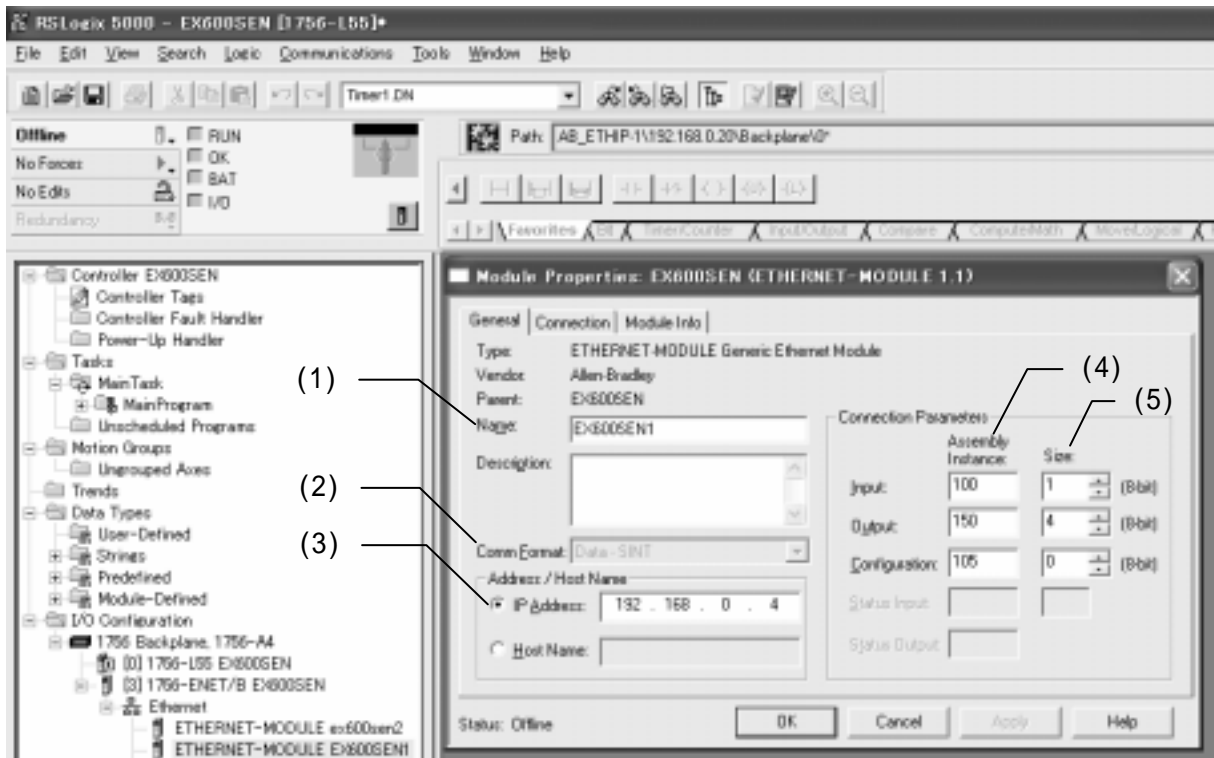 RSLogix 5000 - EX600SEN [1756-L55]*
File Edit View Search Logic Communications Tools Window Help
Timer1.DN
Offline
RUN
No Forces
OK
No Edits
BAT
Redundancy
I/O
Path: AB_ETHIP-1\192.168.0.20\Backplane\0*
Favorites Bit Timer/Counter Input/Output Compare Compute/Math Move/Logical
Controller EX600SEN
Controller Tags
Controller Fault Handler
Power-Up Handler
Tasks
MainTask
MainProgram
Unscheduled Programs
Motion Groups
Ungrouped Axes
Trends
Data Types
User-Defined
Strings
Predefined
Module-Defined
I/O Configuration
1756 Backplane, 1756-A4
[0] 1756-L55 EX600SEN
[3] 1756-ENET/B EX600SEN
Ethernet
ETHERNET-MODULE ex600sen2
ETHERNET-MODULE EX600SEN1
(1)
(2)
(3)
(4)
(5)
Module Properties: EX600SEN (ETHERNET-MODULE 1.1)
General Connection Module Info
Type: ETHERNET-MODULE Generic Ethernet Module
Vendor: Allen-Bradley
Parent: EX600SEN
Name: EX600SEN1
Description:
Comm Format: Data - SINT
Address / Host Name
IP Address: 192 . 168 . 0 . 4
Host Name:
Connection Parameters
Assembly Instance: Size:
Input: 100 1 (8-bit)
Output: 150 4 (8-bit)
Configuration: 105 0 (8-bit)
Status Input:
Status Output:
Status: Offline
OK Cancel Apply Help